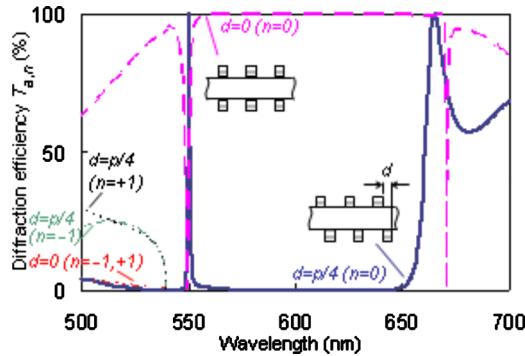 Diffraction efficiency T a,n (%)
100
50
0
d=0 (n=0)
d=p/4
(n=+1)
d=p/4
(n=−1)
d=0 (n=−1,+1)
d
d=p/4 (n=0)
500 550 600 650 700
Wavelength (nm)